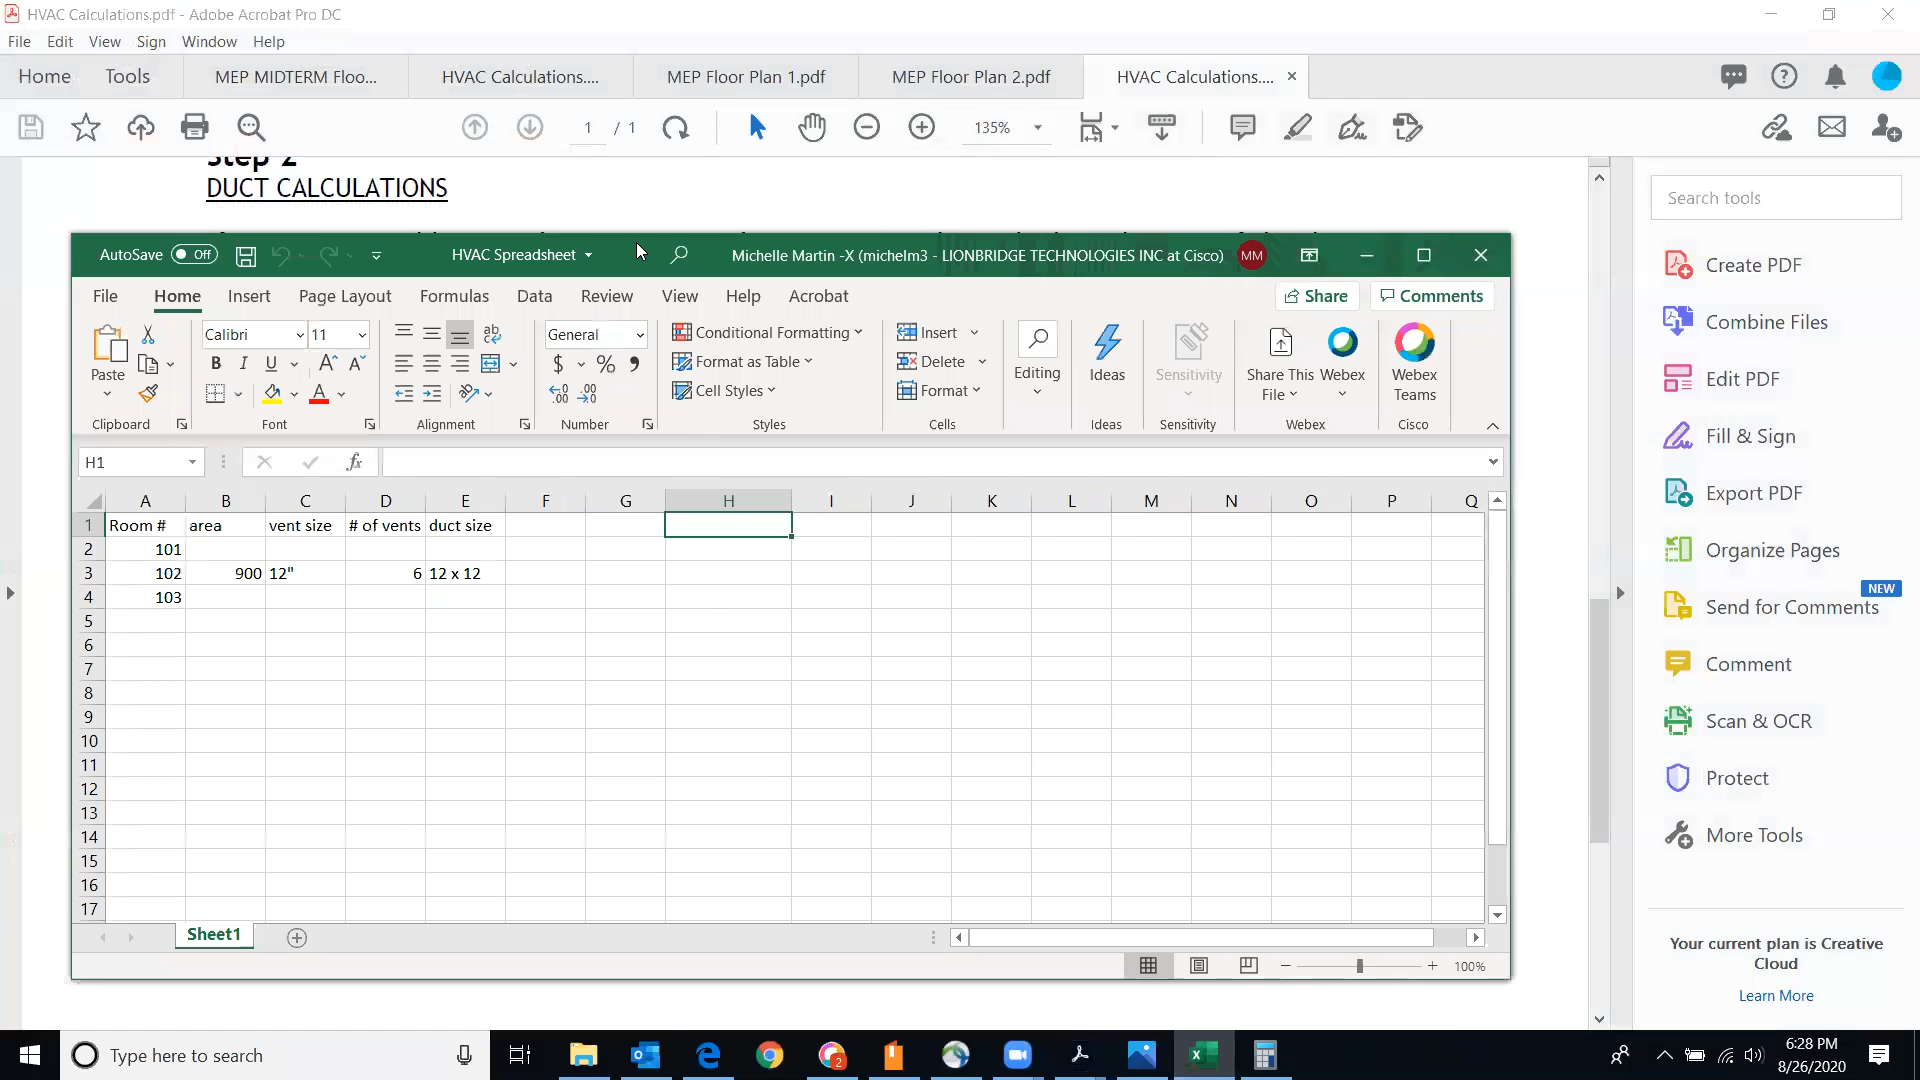 HVAC Calculations.pdf - Adobe Acrobat Pro DC
File Edit View Sign Window Help
Home Tools MEP MIDTERM Floo... HVAC Calculations.... MEP Floor Plan 1.pdf MEP Floor Plan 2.pdf HVAC Calculations....
1 / 1 135%
Step 2
DUCT CALCULATIONS
AutoSave Off HVAC Spreadsheet Michelle Martin -X (michelm3 - LIONBRIDGE TECHNOLOGIES INC at Cisco) MM
File Home Insert Page Layout Formulas Data Review View Help Acrobat Share Comments
Paste Calibri 11 General Conditional Formatting Insert Editing Ideas Sensitivity Share This File Webex Webex Teams
B I U A A $ % Format as Table Delete
A Cell Styles Format
Clipboard Font Alignment Number Styles Cells Ideas Sensitivity Webex Cisco
H1 fx
A B C D E F G H I J K L M N O P Q
1 Room # area vent size # of vents duct size
2 101
3 102 900 12" 6 12 x 12
4 103
5
6
7
8
9
10
11
12
13
14
15
16
17
Sheet1
100%
Search tools
Create PDF
Combine Files
Edit PDF
Fill & Sign
Export PDF
Organize Pages
NEW
Send for Comments
Comment
Scan & OCR
Protect
More Tools
Your current plan is Creative
Cloud
Learn More
Type here to search 2 6:28 PM
8/26/2020